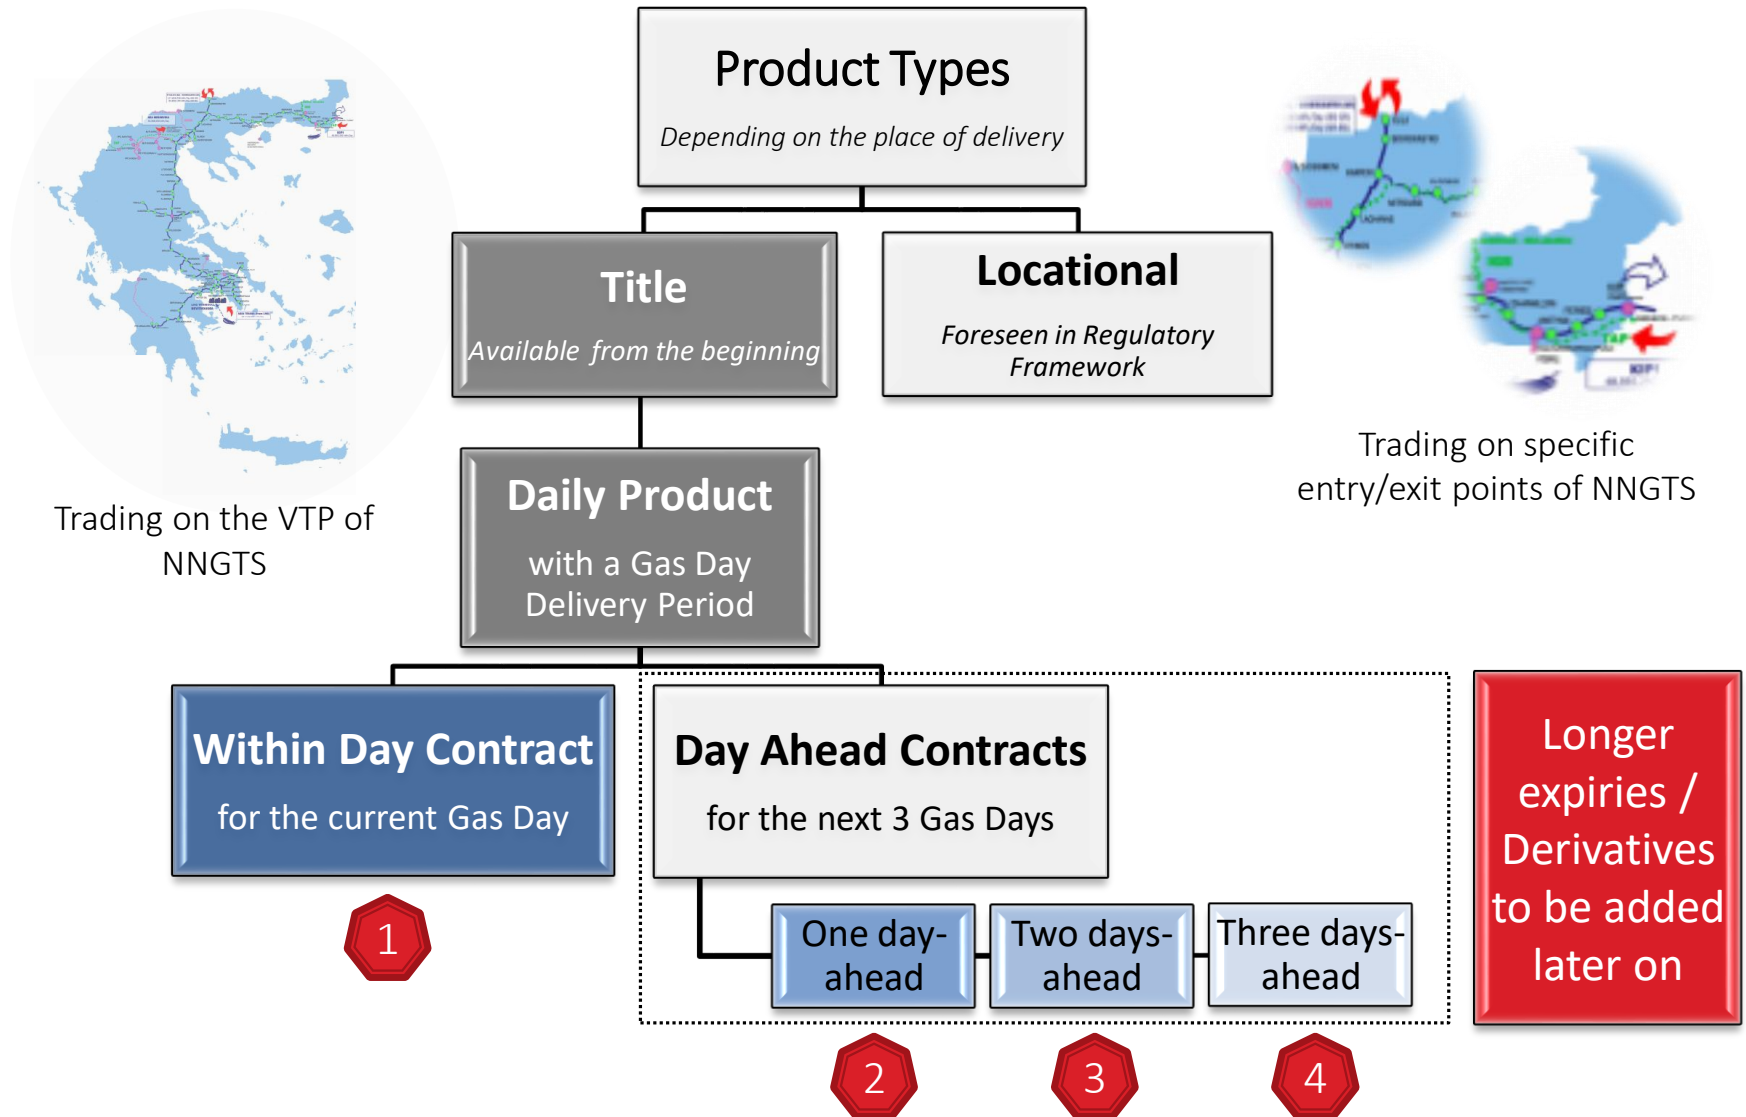 Product Types
Depending on the place of delivery
Title
Available from the beginning
Locational
Foreseen in Regulatory
Framework
TAP
Trading on the VTP of
NNGTS
Trading on specific
entry/exit points of NNGTS
Daily Product
with a Gas Day
Delivery Period
Within Day Contract
for the current Gas Day
Day Ahead Contracts
for the next 3 Gas Days
Longer
expiries /
Derivatives
to be added
later on
One day-
ahead
Two days-
ahead
Three days-
ahead
1
2
3
4